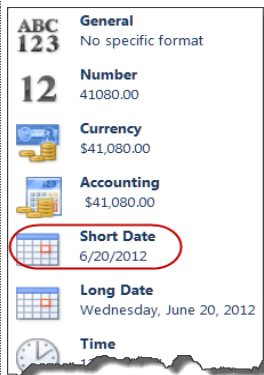 ABC
123
General
No specific format
12
Number
41080.00
Currency
$41,080.00
123
Accounting
$41,080.00
Short Date
6/20/2012
Long Date
Wednesday, June 20, 2012
Time